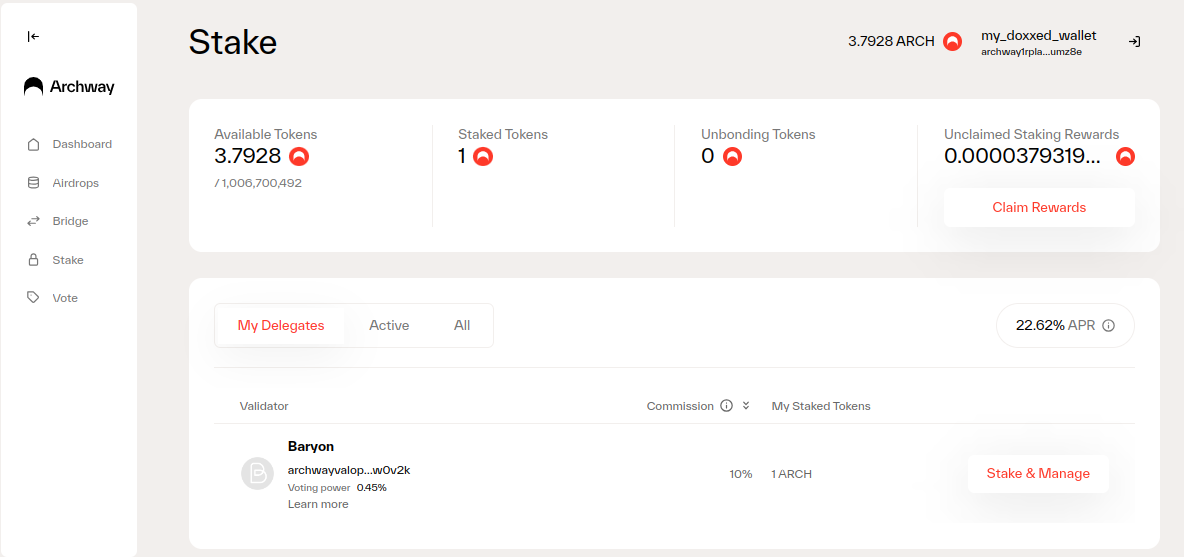 Stake
3.7928 ARCH
my_doxxed_wallet
archway1rpla...umz8e
Archway
Dashboard
Airdrops
Bridge
Stake
Vote
Available Tokens
3.7928
/ 1,006,700,492
Staked Tokens
1
Unbonding Tokens
0
Unclaimed Staking Rewards
0.0000379319...
Claim Rewards
My Delegates
Active
All
22.62% APR
Validator
Commission
My Staked Tokens
Baryon
archwayvalop...w0v2k
Voting power 0.45%
Learn more
10%
1 ARCH
Stake & Manage